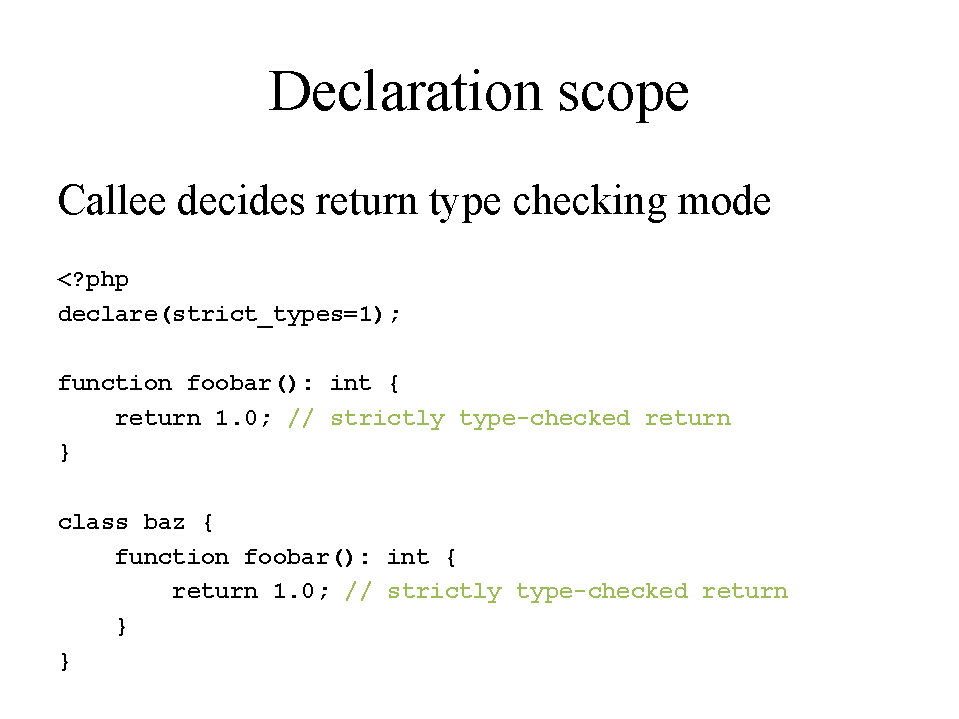 Declaration scope
Callee decides return type checking mode
<?php
declare(strict_types=1);
function foobar(): int {
    return 1.0; // strictly type-checked return
}
class baz {
    function foobar(): int {
        return 1.0; // strictly type-checked return
    }
}